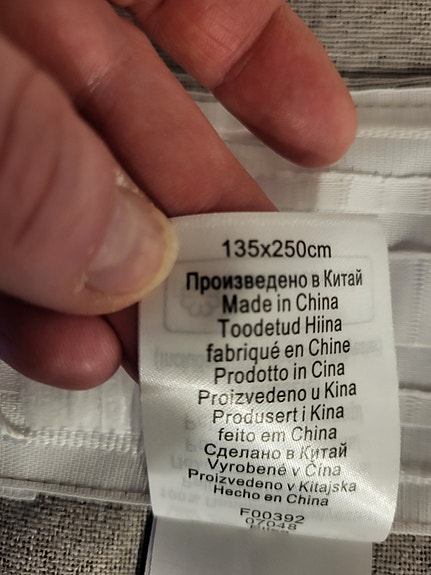 135x250cm
Произведено в Китай
Made in China
Toodetud Hiina
fabriqué en Chine
Prodotto in Cina
Proizvedeno u Kina
Produsert i Kina
feito em China
Сделано в Китай
Vyrobené v Čína
Proizvedeno v Kitajska
Hecho en China
F00392
07048